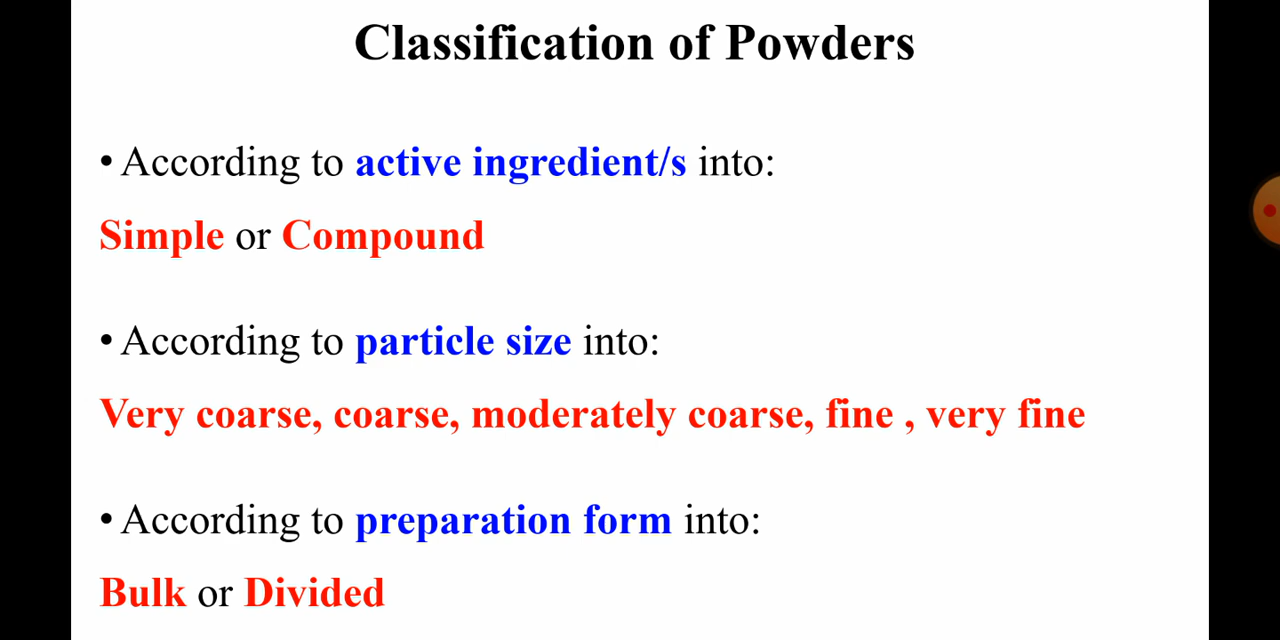 Classification of Powders
• According to active ingredient/s into:
Simple or Compound
• According to particle size into:
Very coarse, coarse, moderately coarse, fine , very fine
• According to preparation form into:
Bulk or Divided